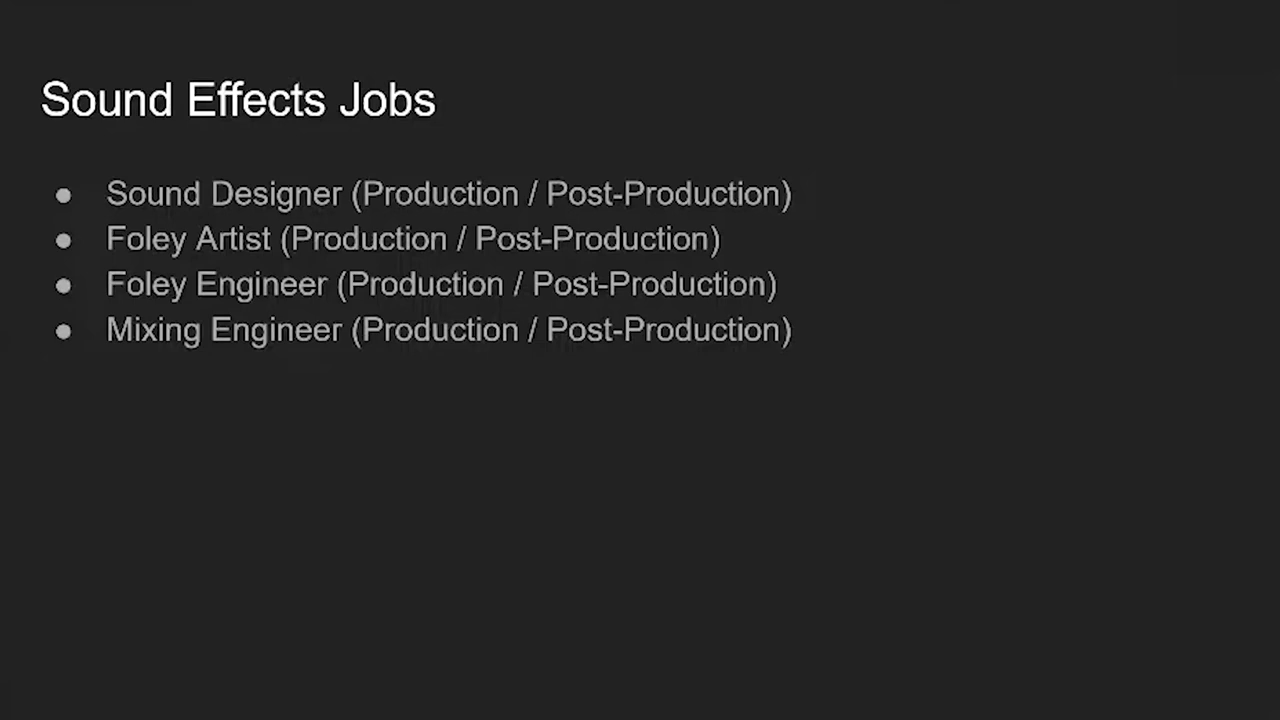 Sound Effects Jobs
● Sound Designer (Production / Post-Production)
● Foley Artist (Production / Post-Production)
● Foley Engineer (Production / Post-Production)
● Mixing Engineer (Production / Post-Production)